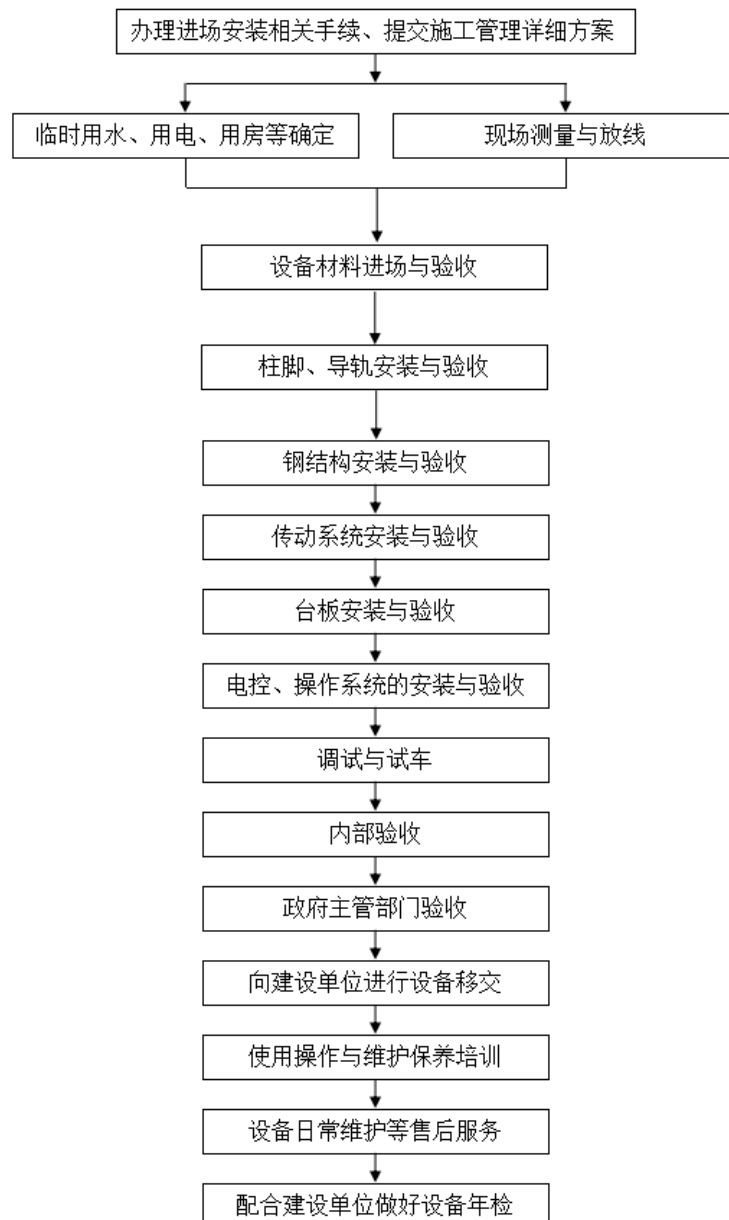 办理进场安装相关手续、提交施工管理详细方案
临时用水、用电、用房等确定
现场测量与放线
设备材料进场与验收
柱脚、导轨安装与验收
钢结构安装与验收
传动系统安装与验收
台板安装与验收
电控、操作系统的安装与验收
调试与试车
内部验收
政府主管部门验收
向建设单位进行设备移交
使用操作与维护保养培训
设备日常维护等售后服务
配合建设单位做好设备年检